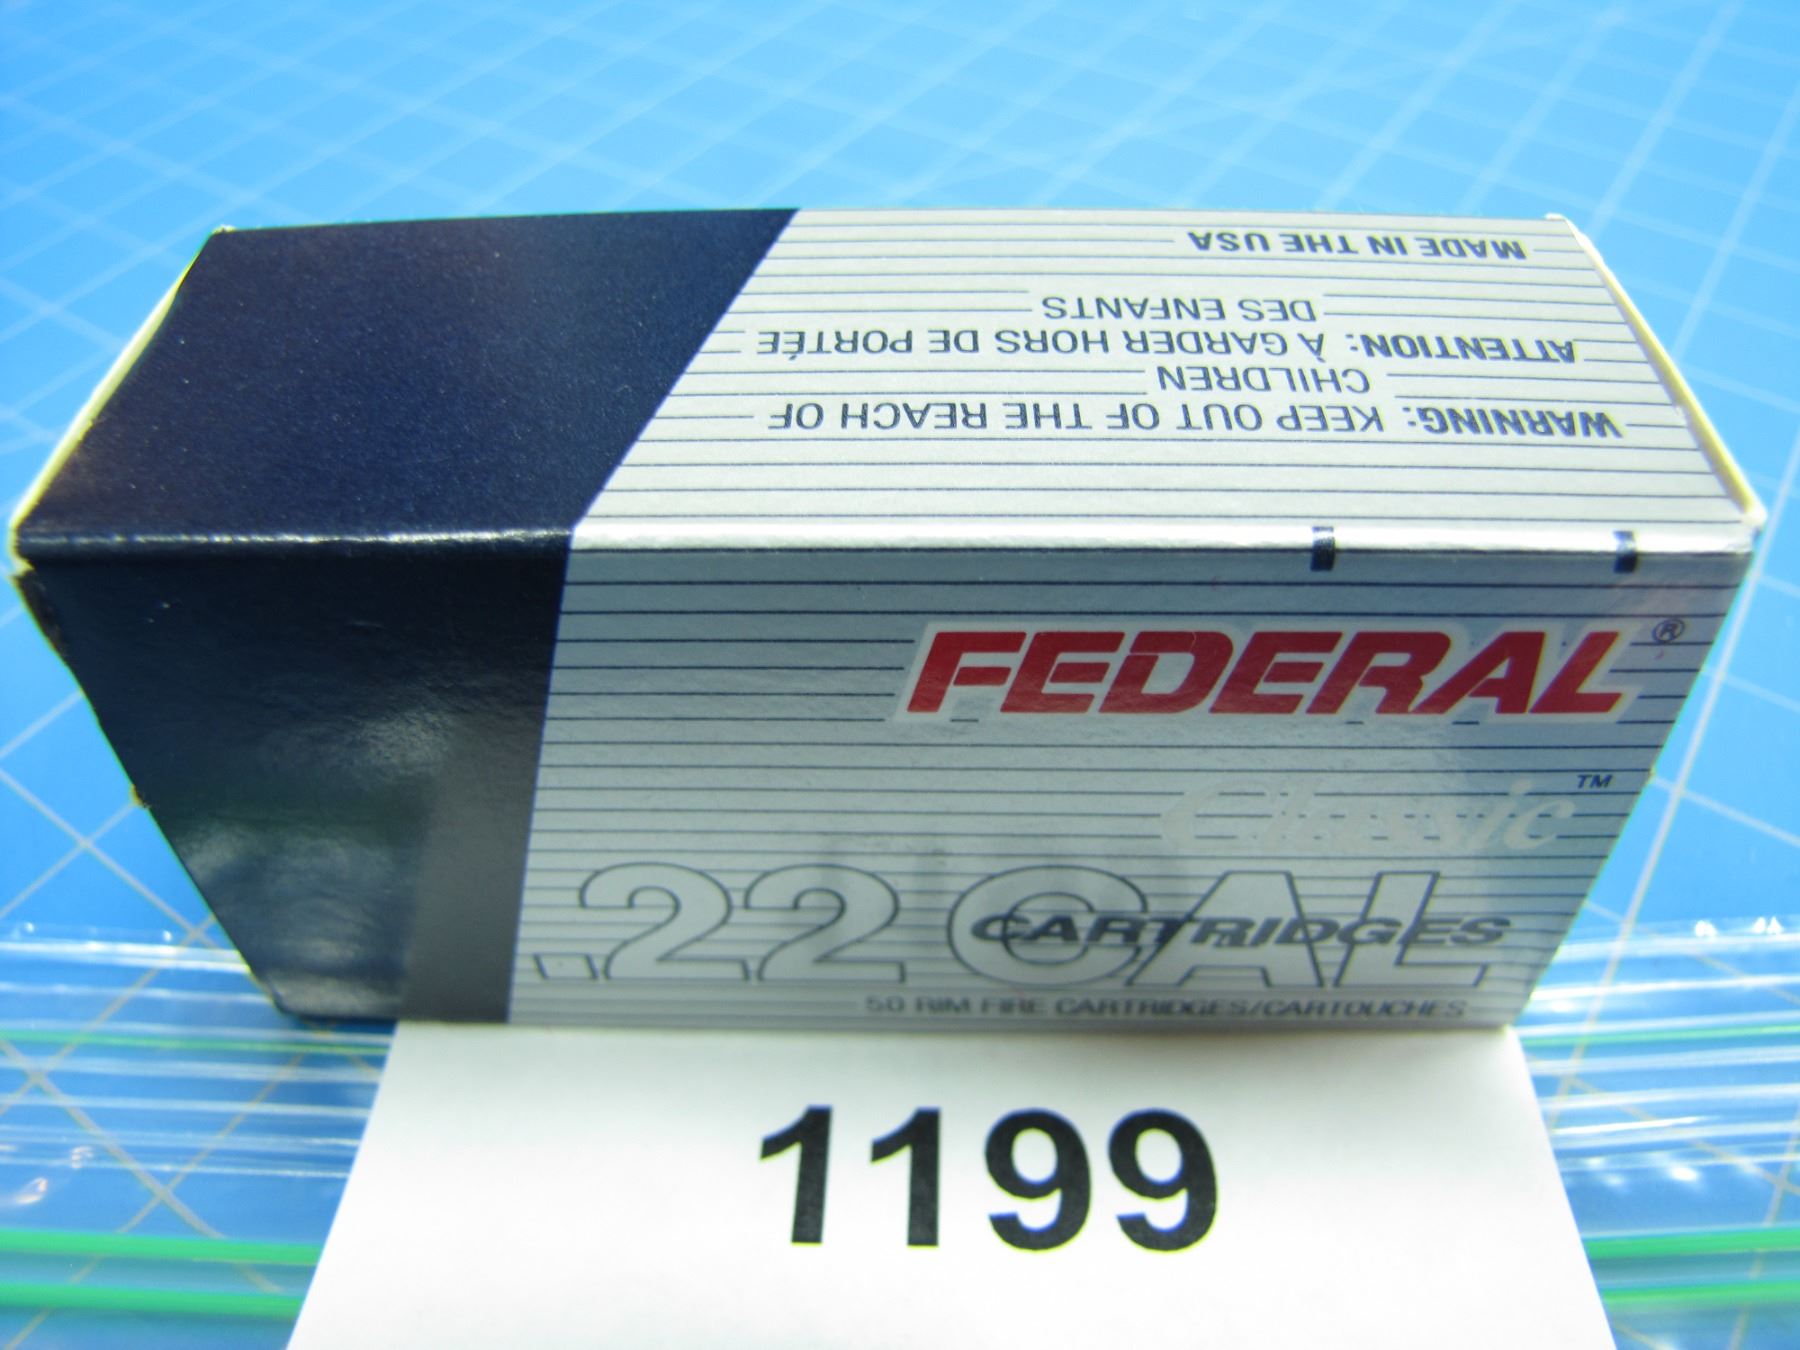 MADE IN THE USA
WARNING: KEEP OUT OF THE REACH OF
CHILDREN
ATTENTION: À GARDER HORS DE PORTÉE
DES ENFANTS
FEDERAL®
Classic™
.22 CAL
CARTRIDGES
50 RIM FIRE CARTRIDGES/CARTOUCHES
1199